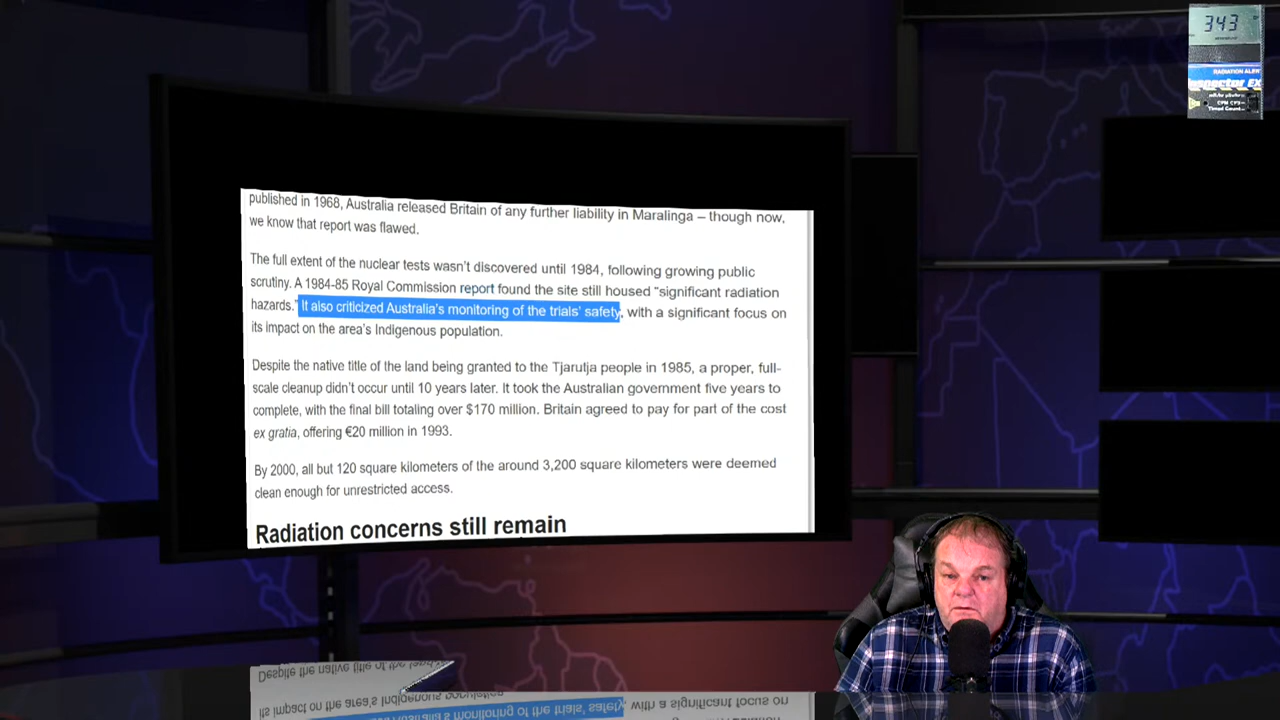 343
RADIATION ALERT
Inspector EX
CPM CPS
Timed Count
published in 1968, Australia released Britain of any further liability in Maralinga – though now,
we know that report was flawed.
The full extent of the nuclear tests wasn't discovered until 1984, following growing public
scrutiny. A 1984-85 Royal Commission report found the site still housed "significant radiation
hazards." It also criticized Australia's monitoring of the trials' safety, with a significant focus on
its impact on the area's Indigenous population.
Despite the native title of the land being granted to the Tjarutja people in 1985, a proper, full-
scale cleanup didn't occur until 10 years later. It took the Australian government five years to
complete, with the final bill totaling over $170 million. Britain agreed to pay for part of the cost
ex gratia, offering €20 million in 1993.
By 2000, all but 120 square kilometers of the around 3,200 square kilometers were deemed
clean enough for unrestricted access.
Radiation concerns still remain